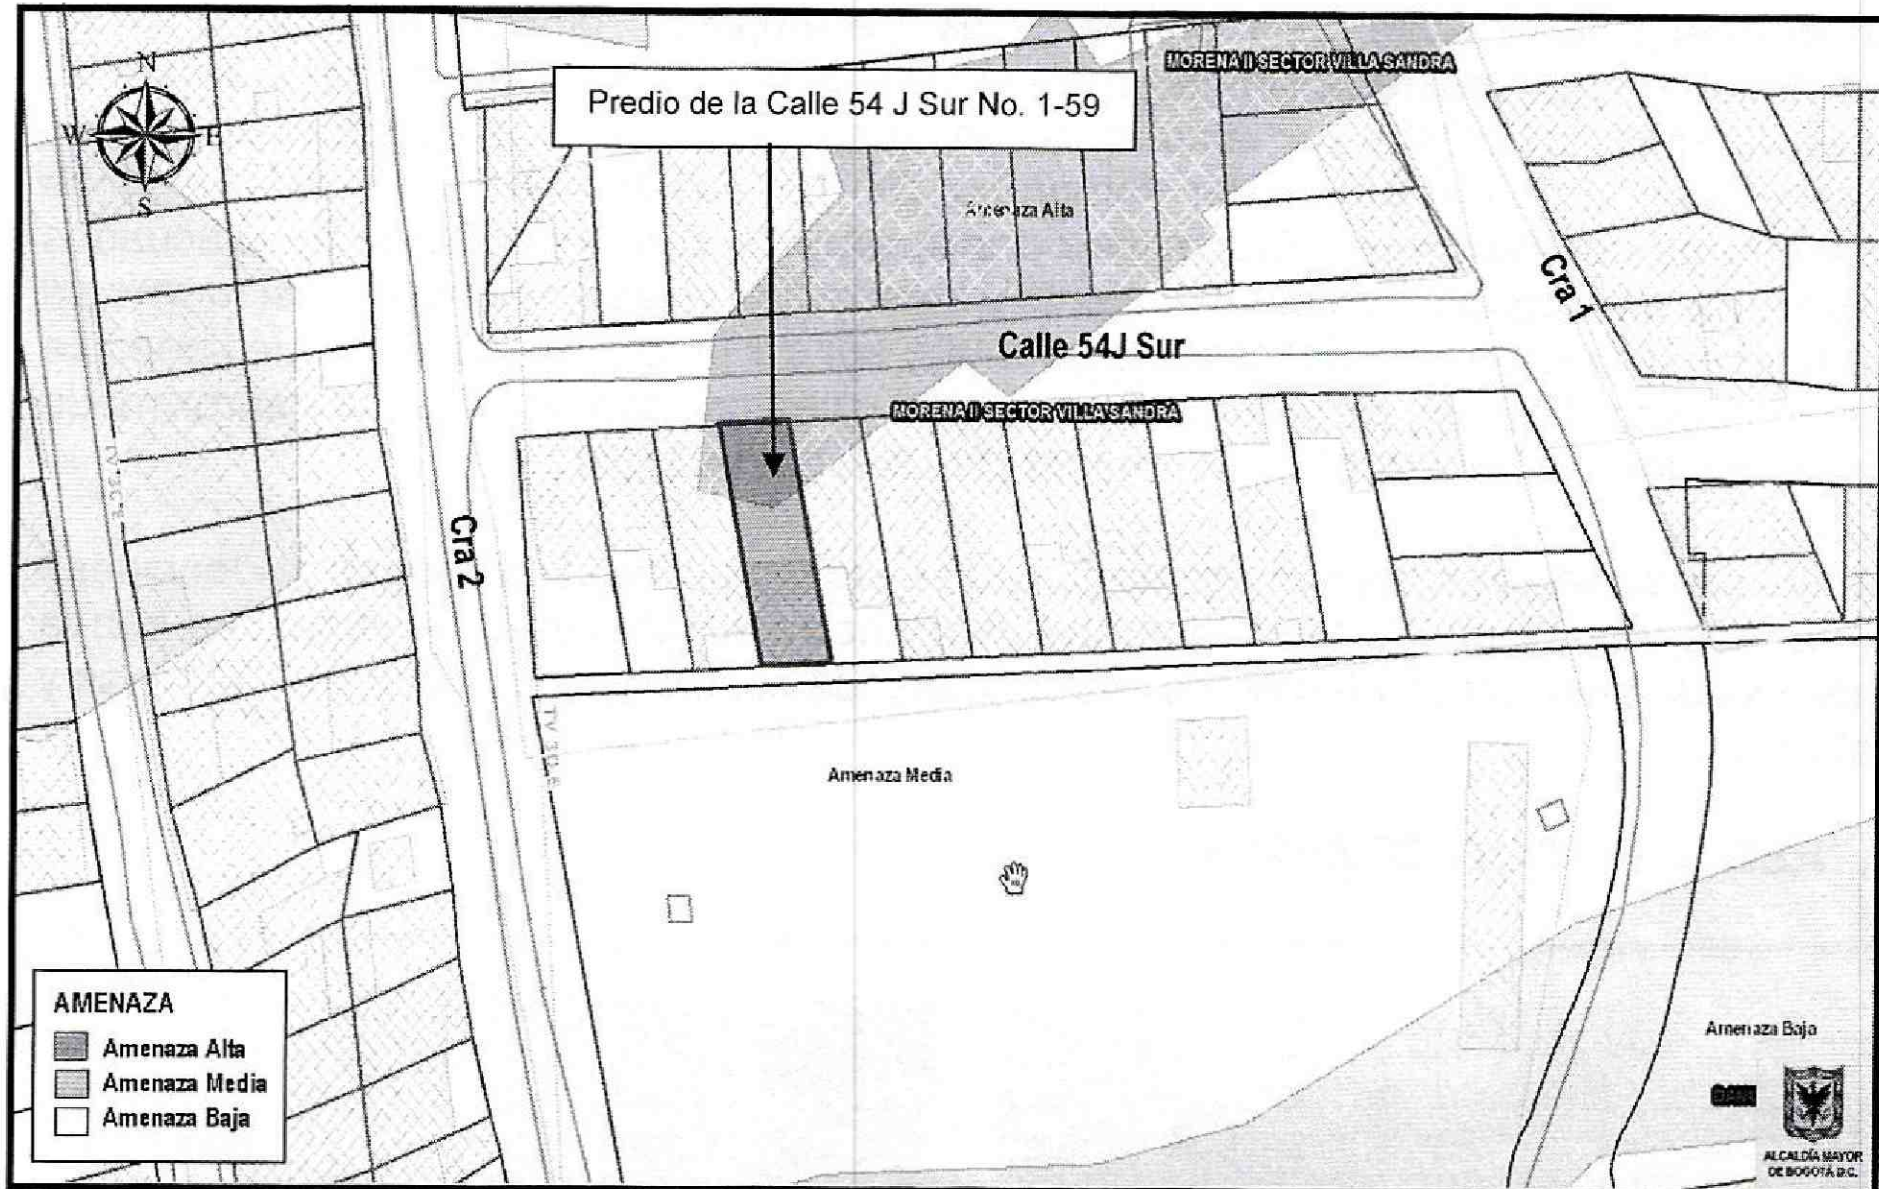 MORENA II SECTOR VILLA SANDRA
Predio de la Calle 54 J Sur No. 1-59
N
W
E
S
Amenaza Alta
Cra 1
Calle 54J Sur
MORENA II SECTOR VILLA SANDRA
Cra 2
Amenaza Media
AMENAZA
Amenaza Alta
Amenaza Media
Amenaza Baja
Amenaza Baja
ALCALDÍA MAYOR
DE BOGOTÁ D.C.